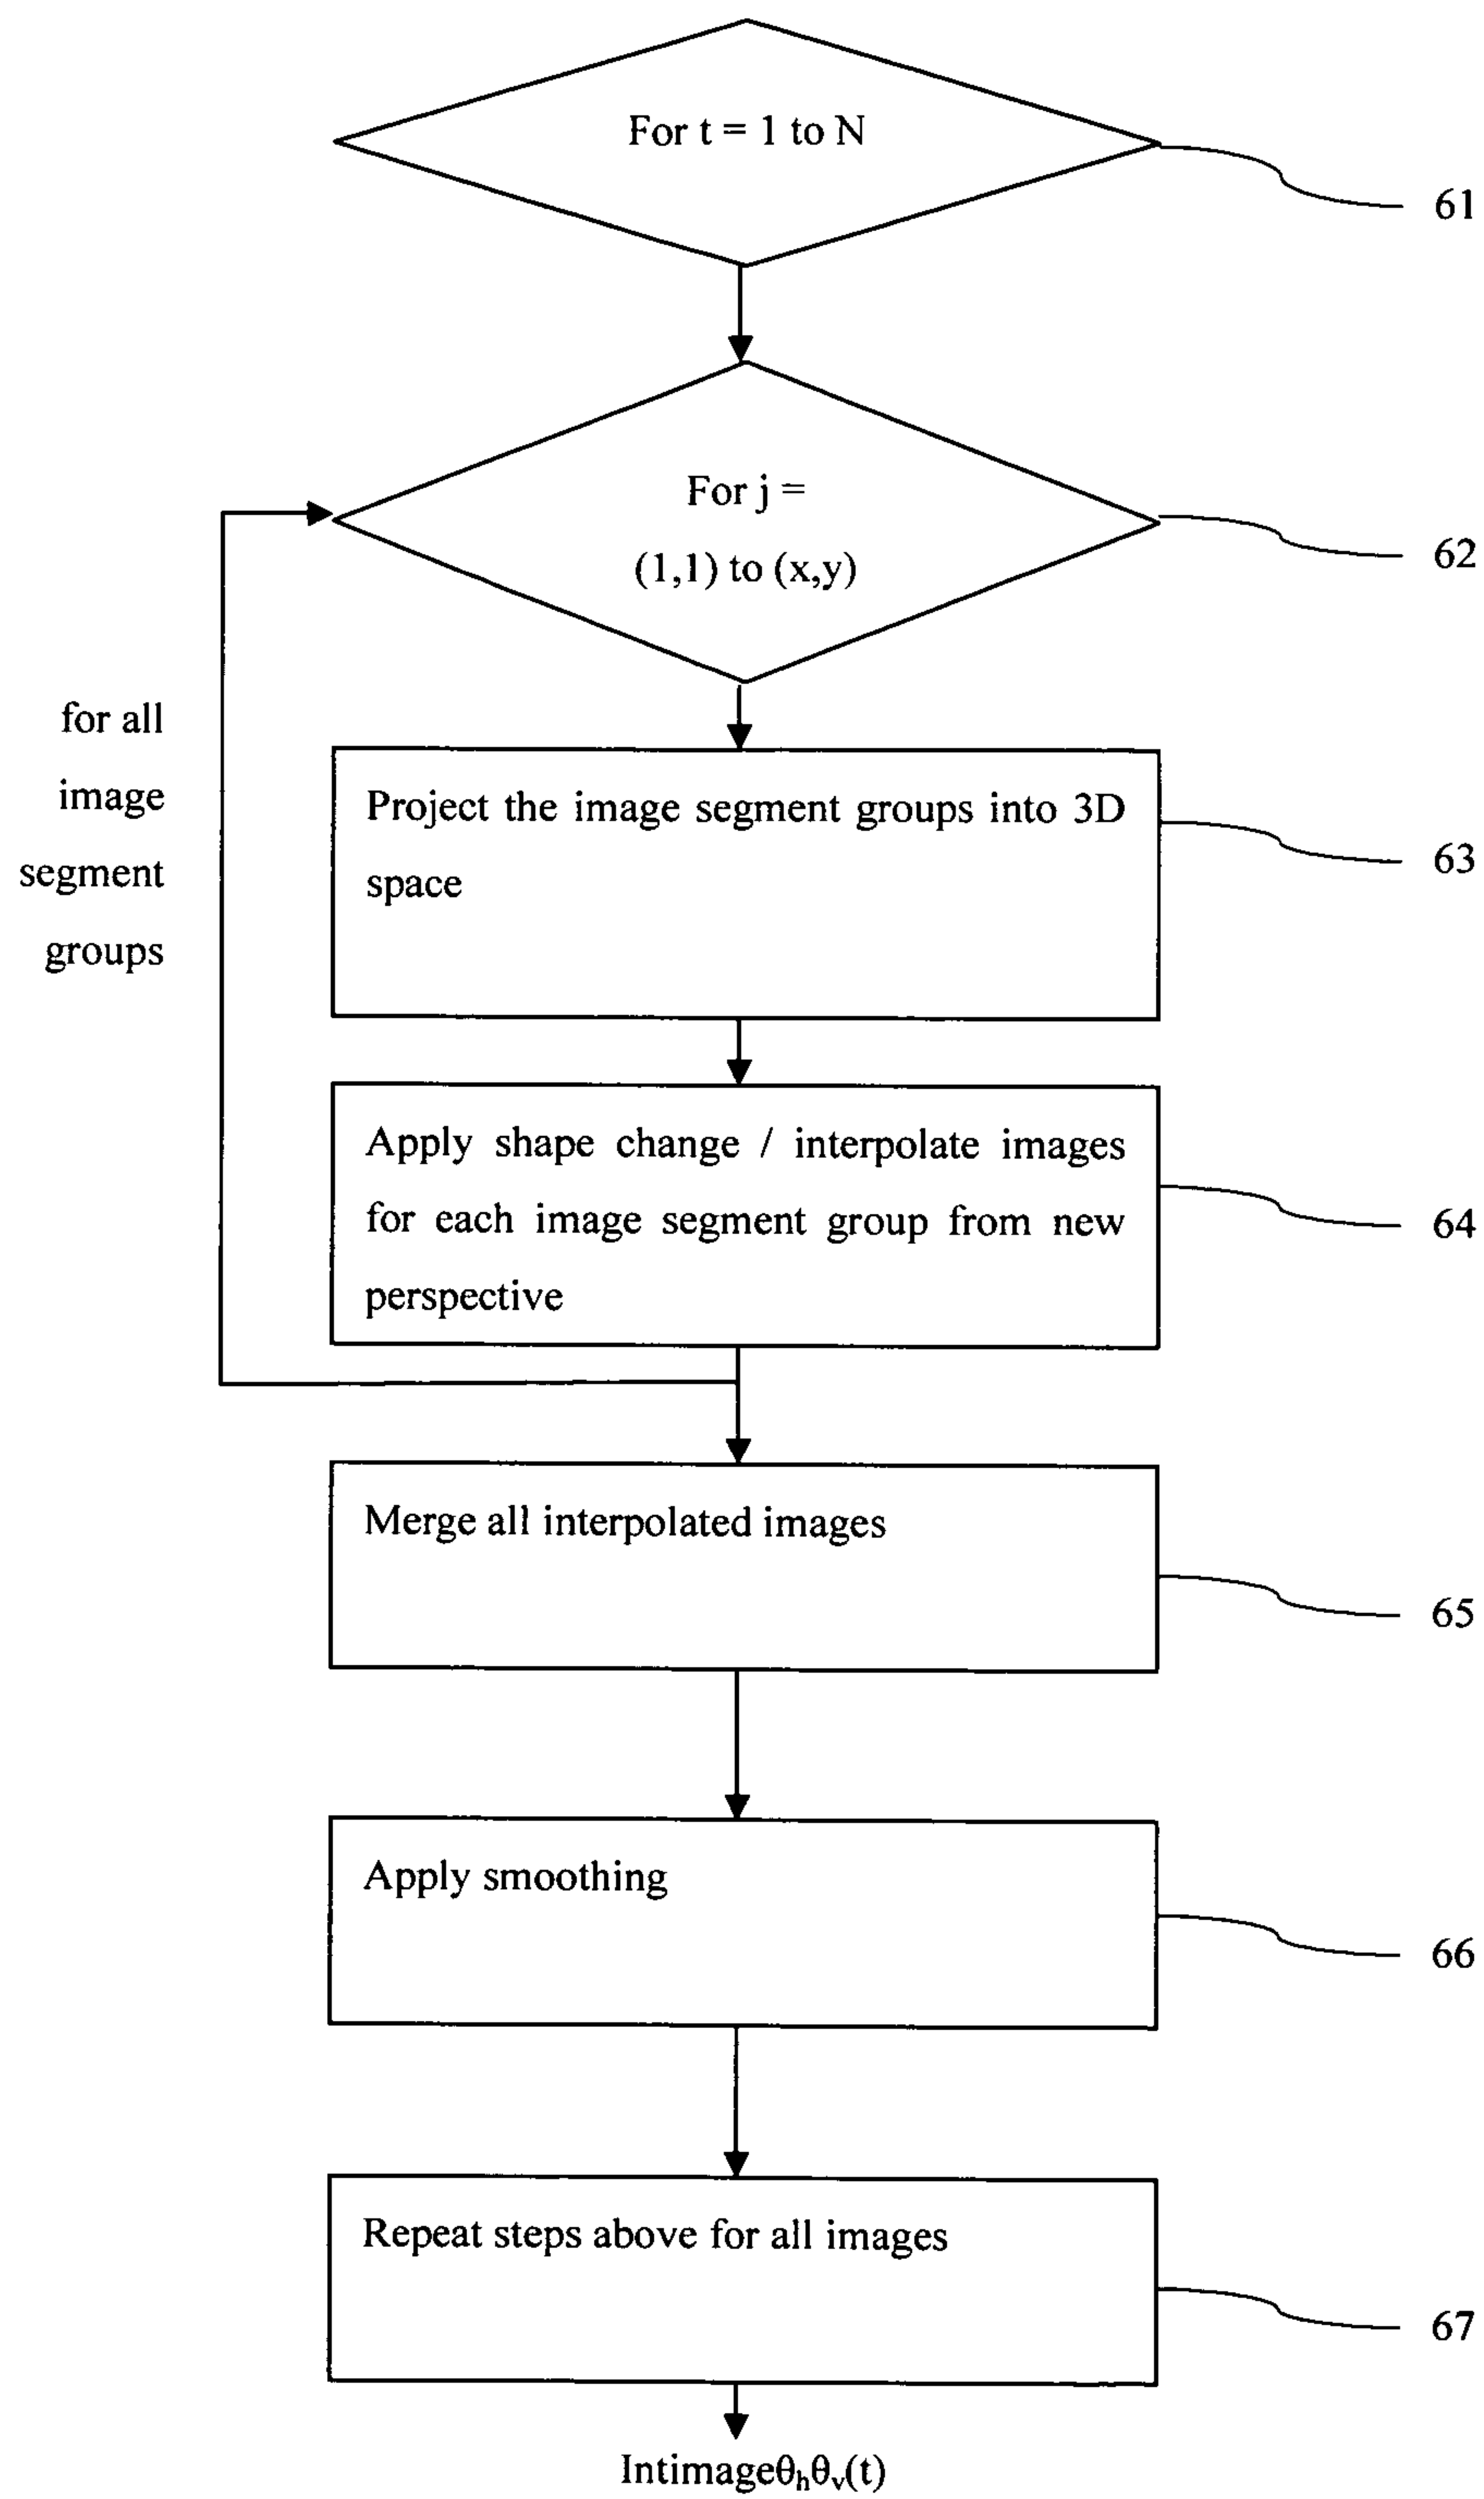 For t = 1 to N
61
For j =
(1,1) to (x,y)
62
for all
image
segment
groups
Project the image segment groups into 3D
space
63
Apply shape change / interpolate images
for each image segment group from new
perspective
64
Merge all interpolated images
65
Apply smoothing
66
Repeat steps above for all images
67
Intimageθhθv(t)